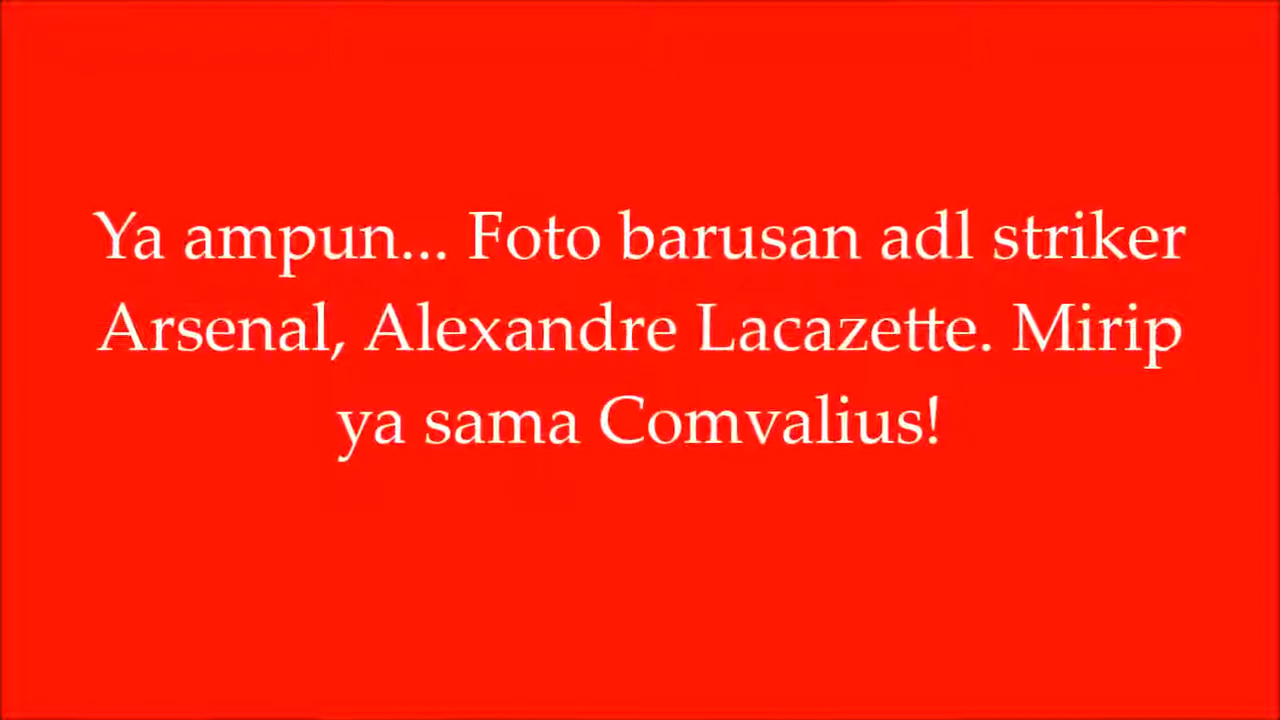 Ya ampun... Foto barusan adl striker
Arsenal, Alexandre Lacazette. Mirip
ya sama Comvalius!